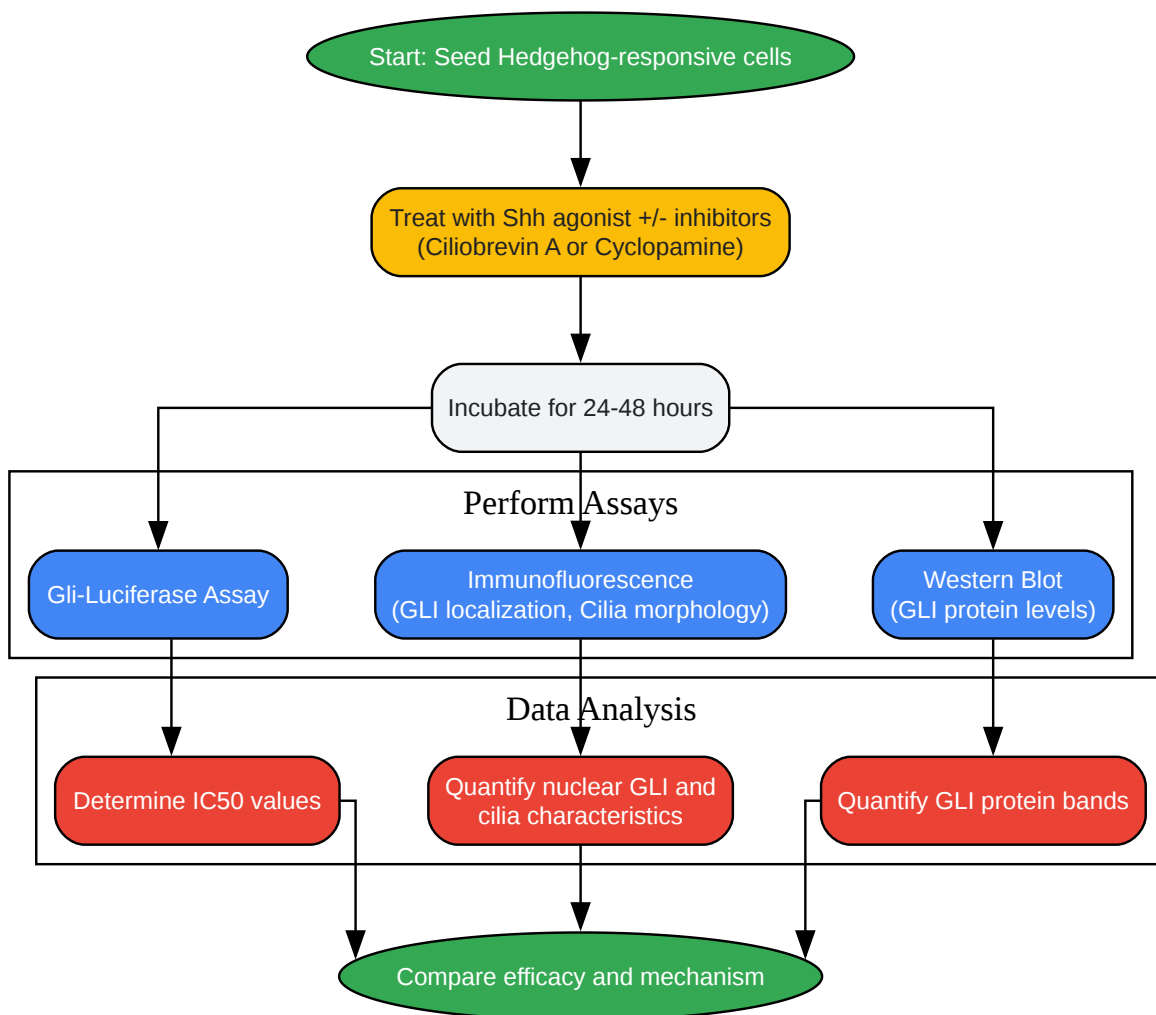 Start: Seed Hedgehog-responsive cells
Treat with Shh agonist +/- inhibitors
(Ciliobrevin A or Cyclopamine)
Incubate for 24-48 hours
Perform Assays
Gli-Luciferase Assay
Immunofluorescence
(GLI localization, Cilia morphology)
Western Blot
(GLI protein levels)
Data Analysis
Determine IC50 values
Quantify nuclear GLI and
cilia characteristics
Quantify GLI protein bands
Compare efficacy and mechanism